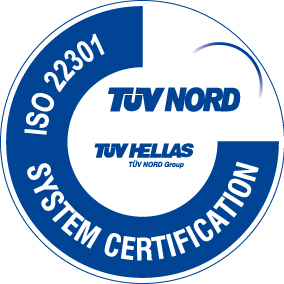 ISO 22301
TÜV NORD
TÜV HELLAS
TÜV NORD Group
SYSTEM CERTIFICATION